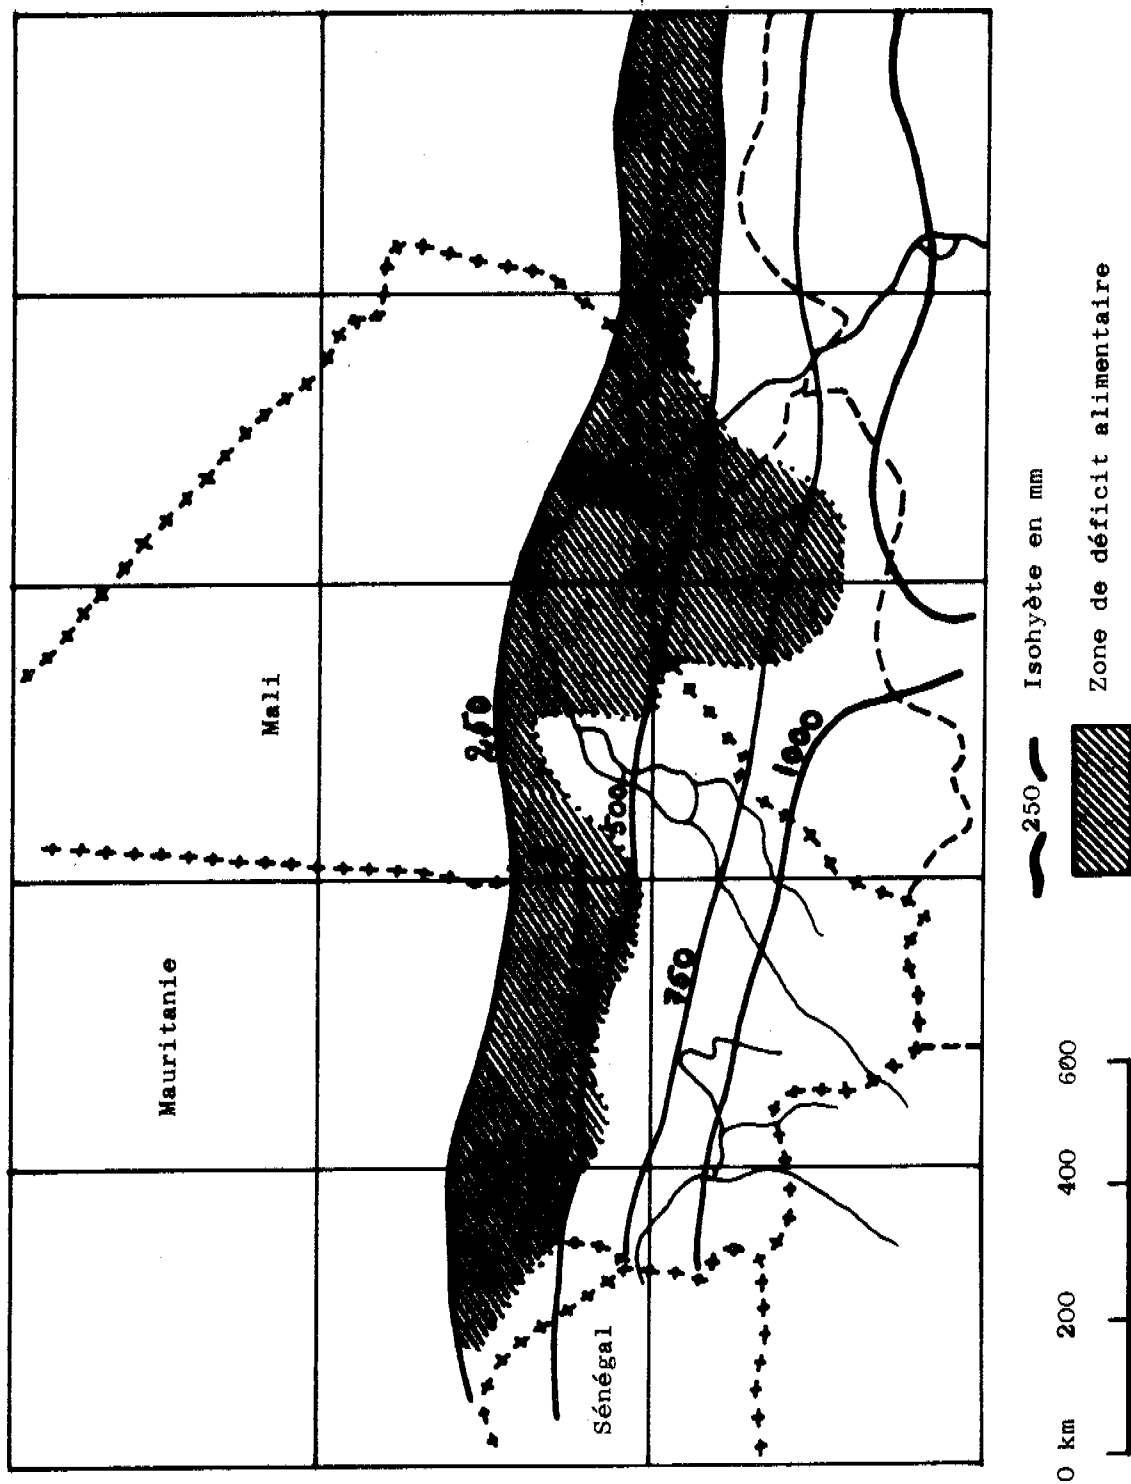 Mauritanie
Mali
Sénégal
250
500
760
1000
250 Isohyète en mm
Zone de déficit alimentaire
0 km 200 400 600